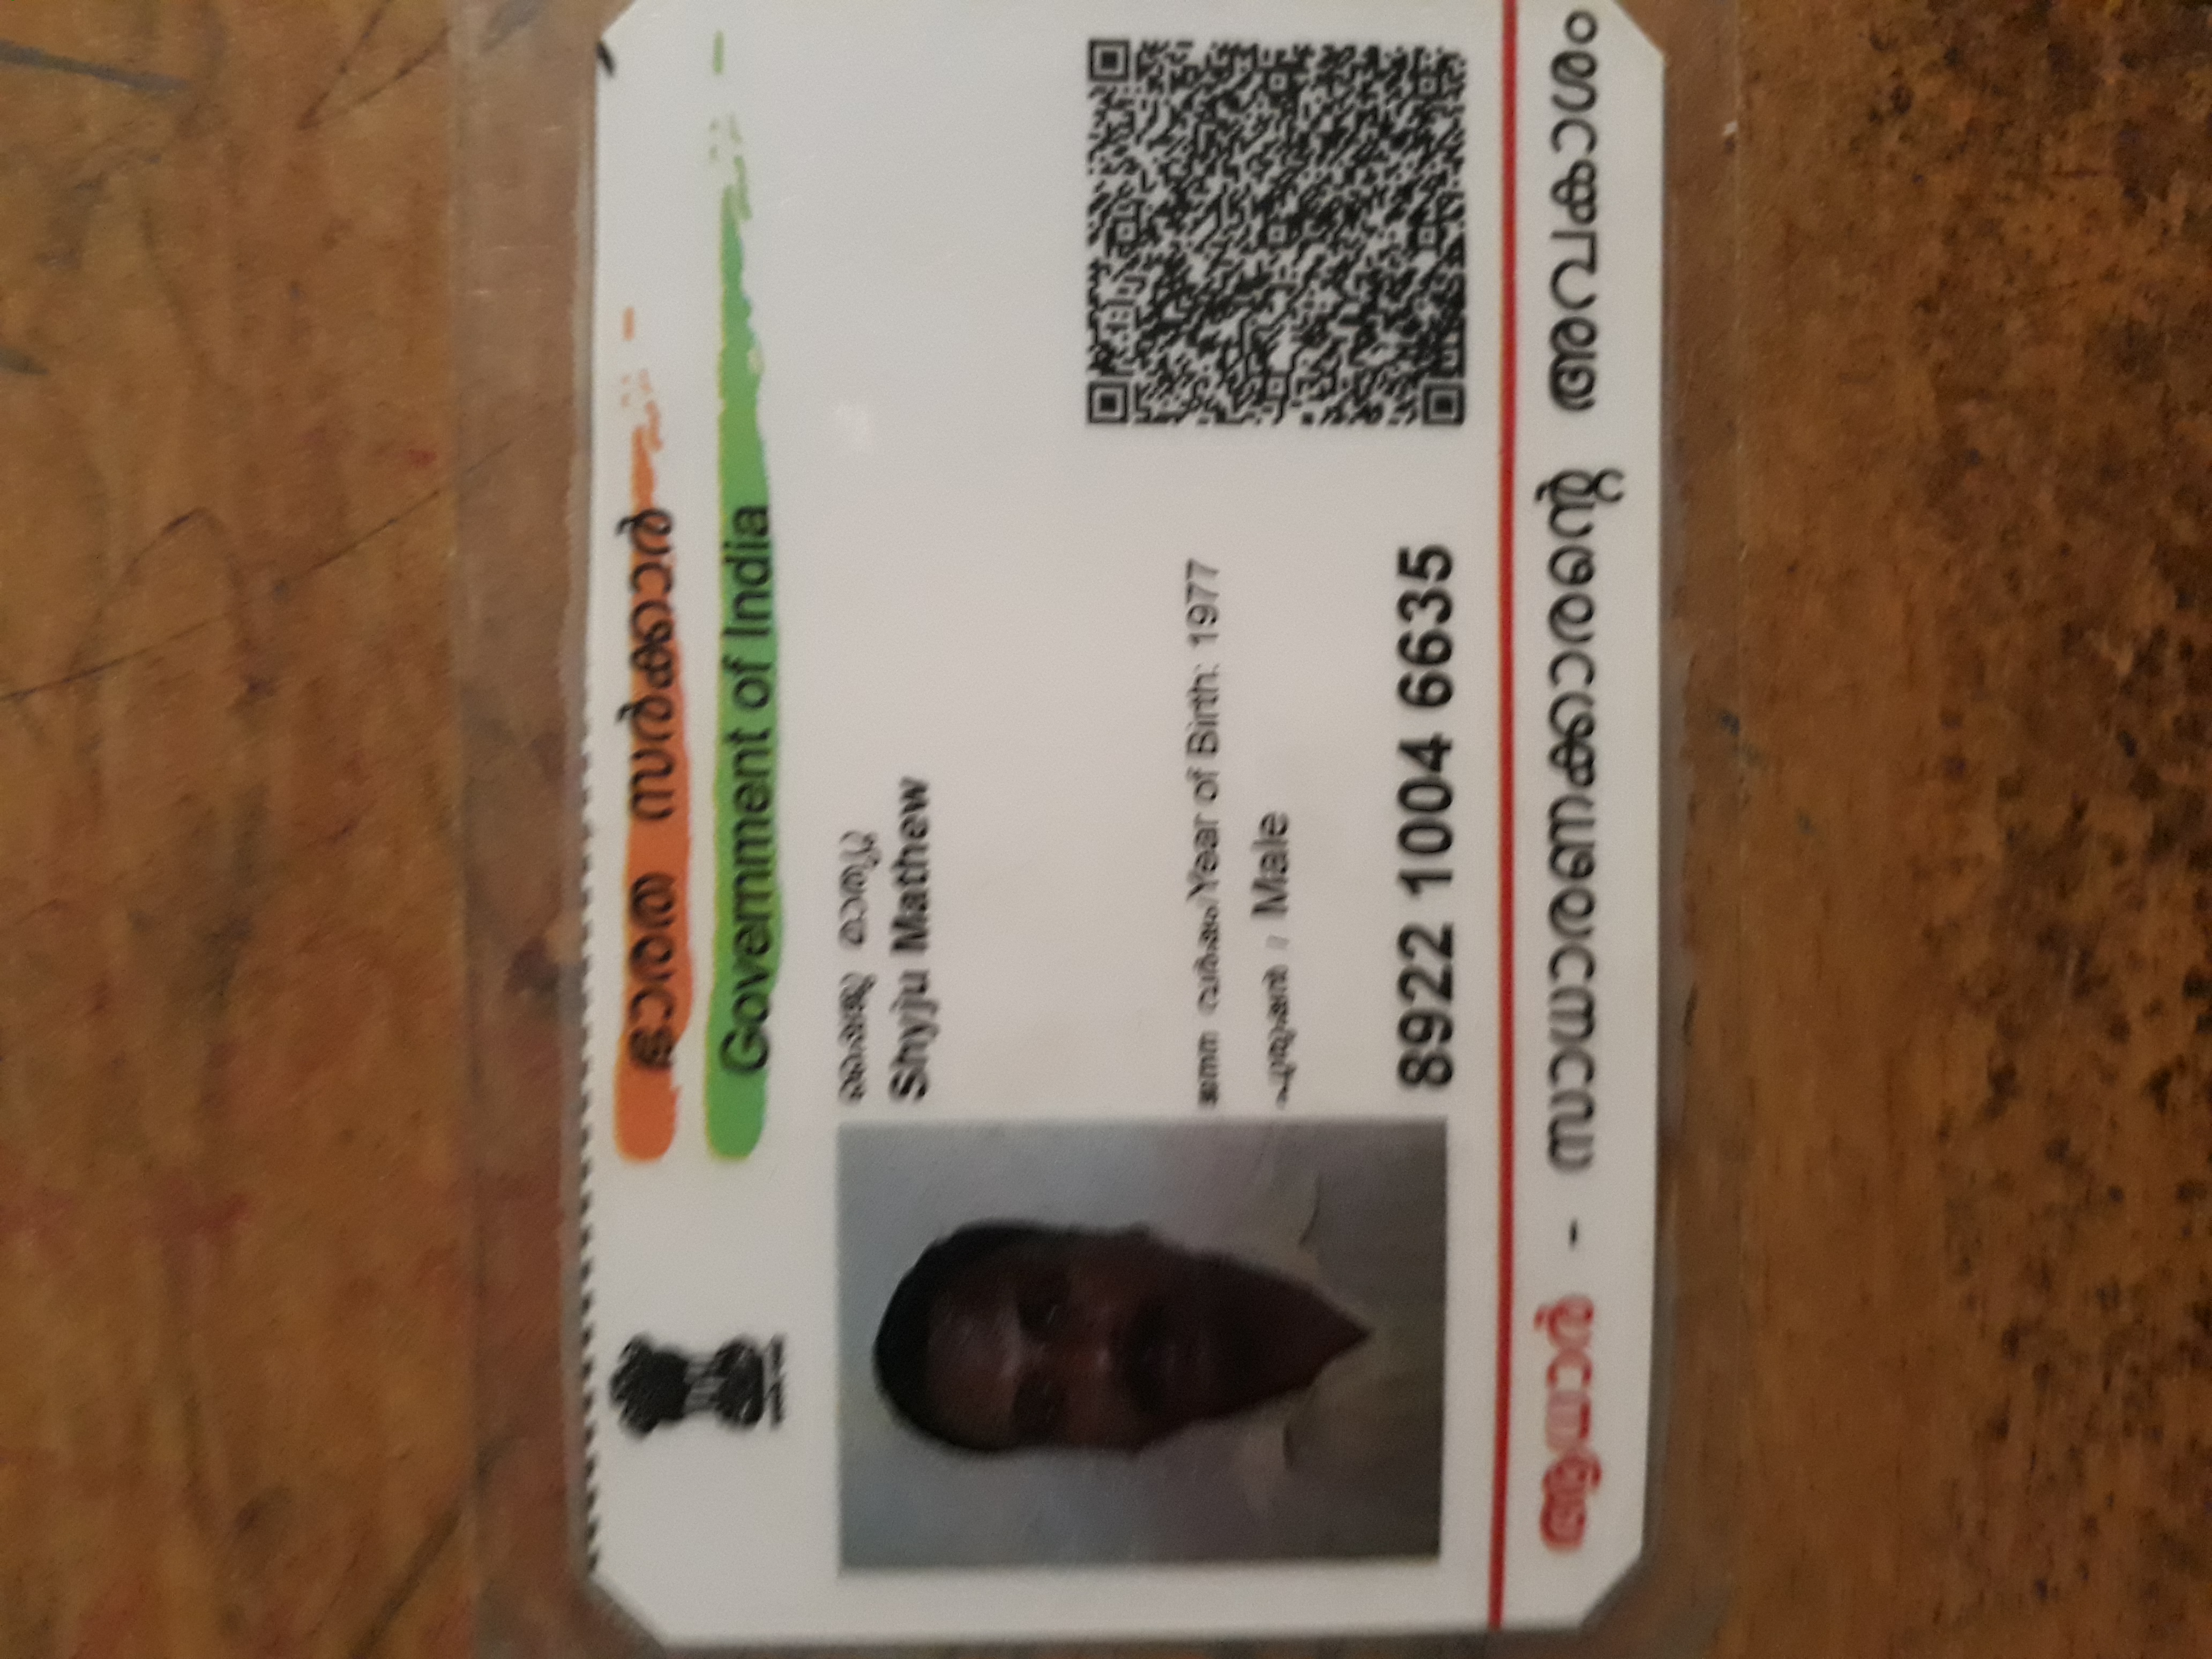 ഭാരത സർക്കാർ
Government of India
ഷൈജു മാത്യു
Shyju Mathew
ജനന വർഷം/Year of Birth: 1977
പുരുഷൻ / Male
8922 1004 6635
ആധാർ - സാധാരണക്കാരന്റെ അവകാശം